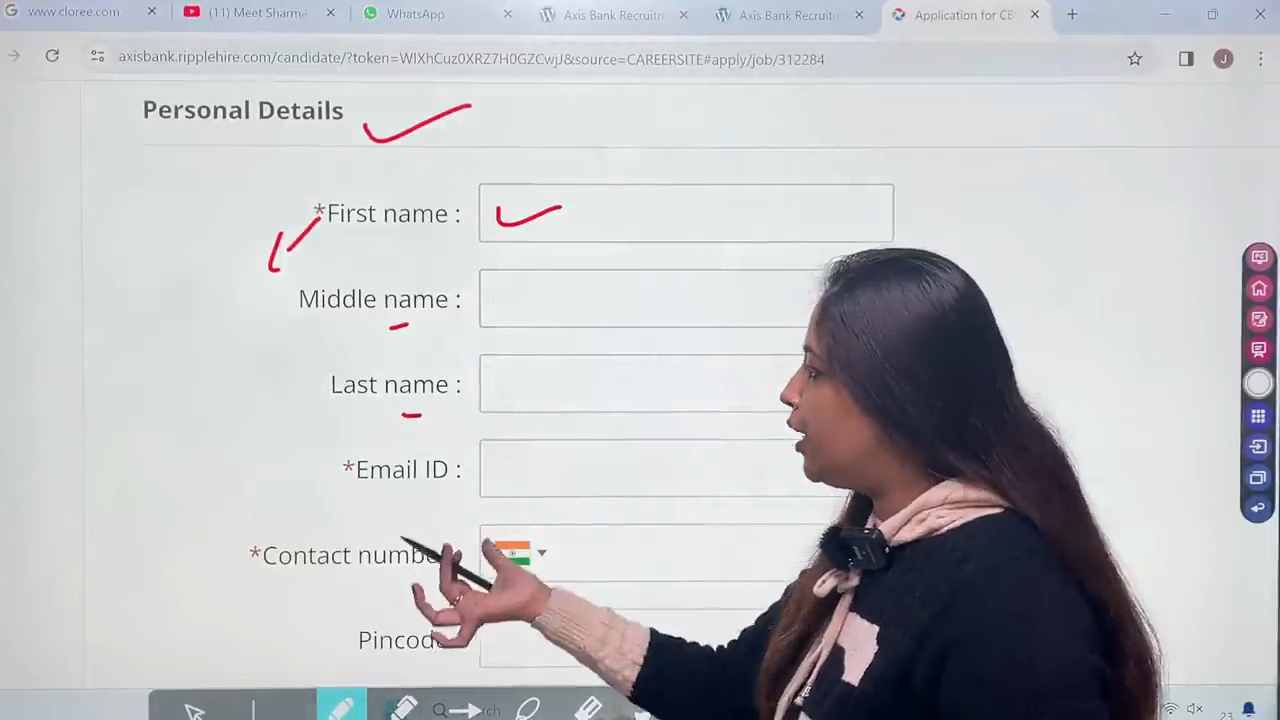 www.cloree.com
(11) Meet Sharma
WhatsApp
Axis Bank Recruitm
Axis Bank Recruitm
Application for CB
axisbank.ripplehire.com/candidate/?token=WIXhCuz0XRZ7H0GZCwjJ&source=CAREERSITE#apply/job/312284
J
Personal Details
*First name :
Middle name :
Last name :
*Email ID :
*Contact numbe
Pincod
23